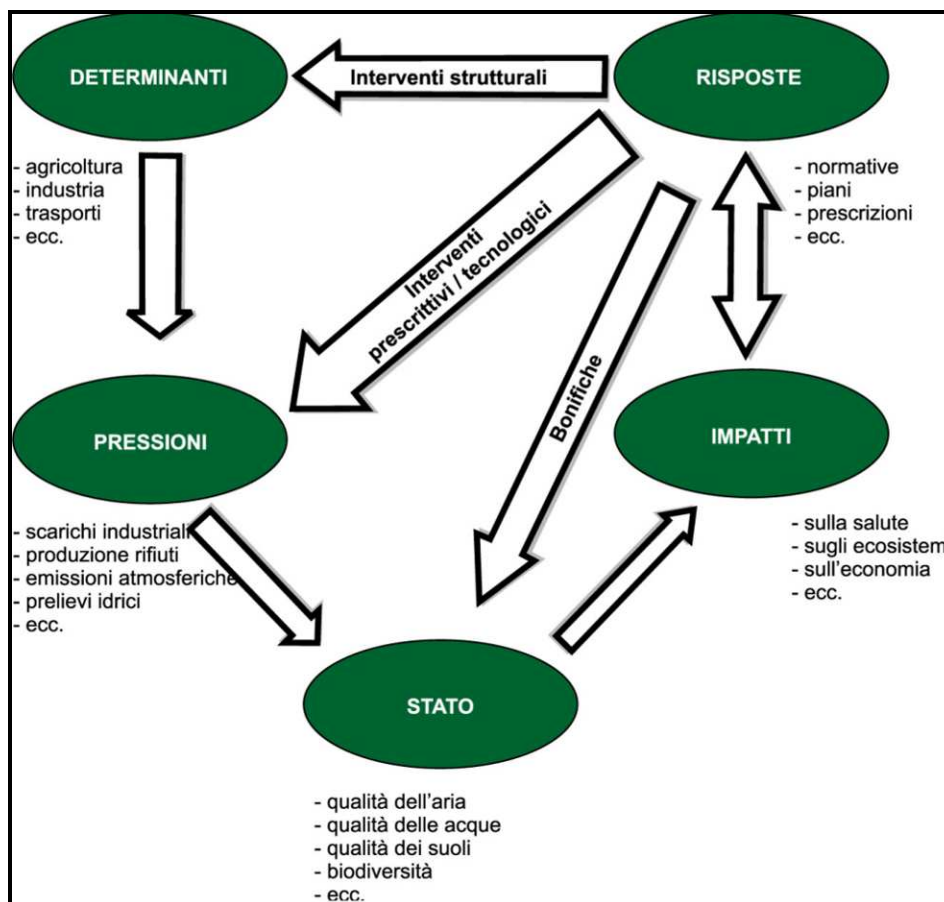 DETERMINANTI
Interventi strutturali
RISPOSTE
- agricoltura
- industria
- trasporti
- ecc.
- normative
- piani
- prescrizioni
- ecc.
Interventi
prescrittivi / tecnologici
Bonifiche
PRESSIONI
IMPATTI
- scarichi industriali
- produzione rifiuti
- emissioni atmosferiche
- prelievi idrici
- ecc.
- sulla salute
- sugli ecosistem
- sull'economia
- ecc.
STATO
- qualità dell'aria
- qualità delle acque
- qualità dei suoli
- biodiversità
- ecc.